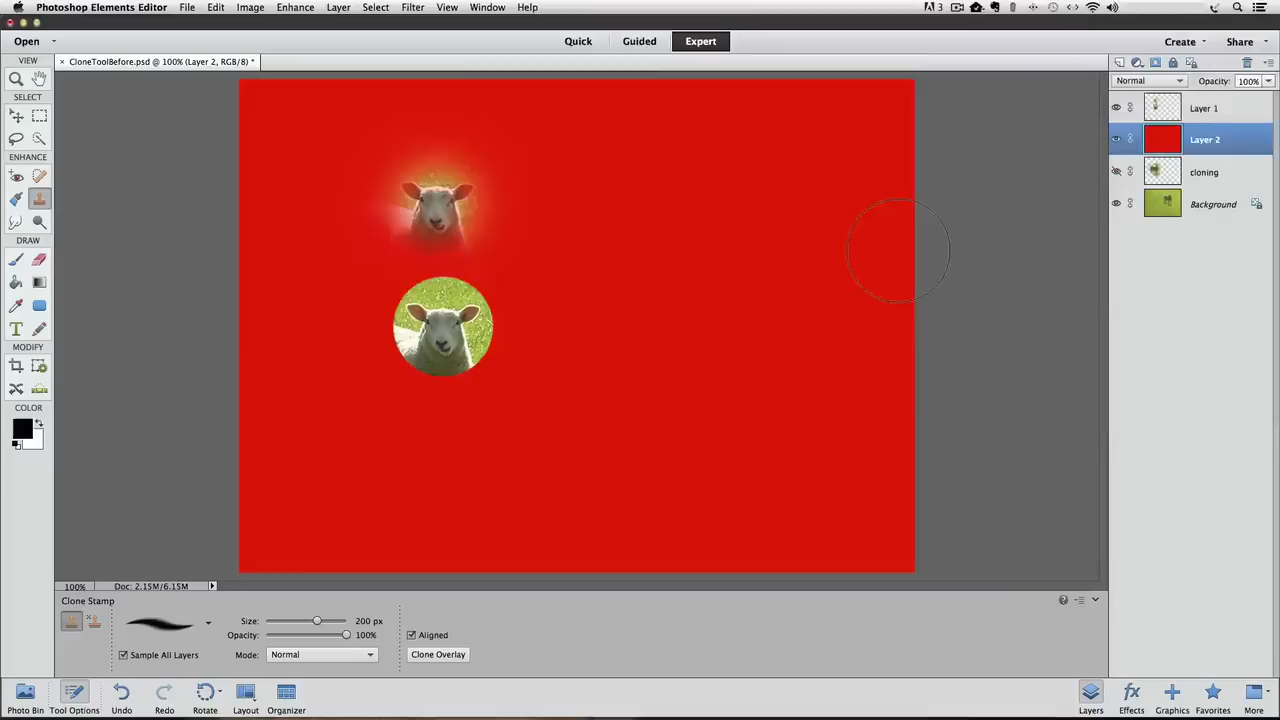 Photoshop Elements Editor File Edit Image Enhance Layer Select Filter View Window Help 3
Open Quick Guided Expert Create Share
VIEW × CloneToolBefore.psd @ 100% (Layer 2, RGB/8) *
Normal Opacity: 100%
SELECT
Layer 1
Layer 2
ENHANCE
cloning
Background
DRAW
T
MODIFY
COLOR
100% Doc: 2.15M/6.15M
Clone Stamp
Size: 200 px
Opacity: 100% Aligned
Sample All Layers Mode: Normal Clone Overlay
Photo Bin Tool Options Undo Redo Rotate Layout Organizer Layers Effects Graphics Favorites More